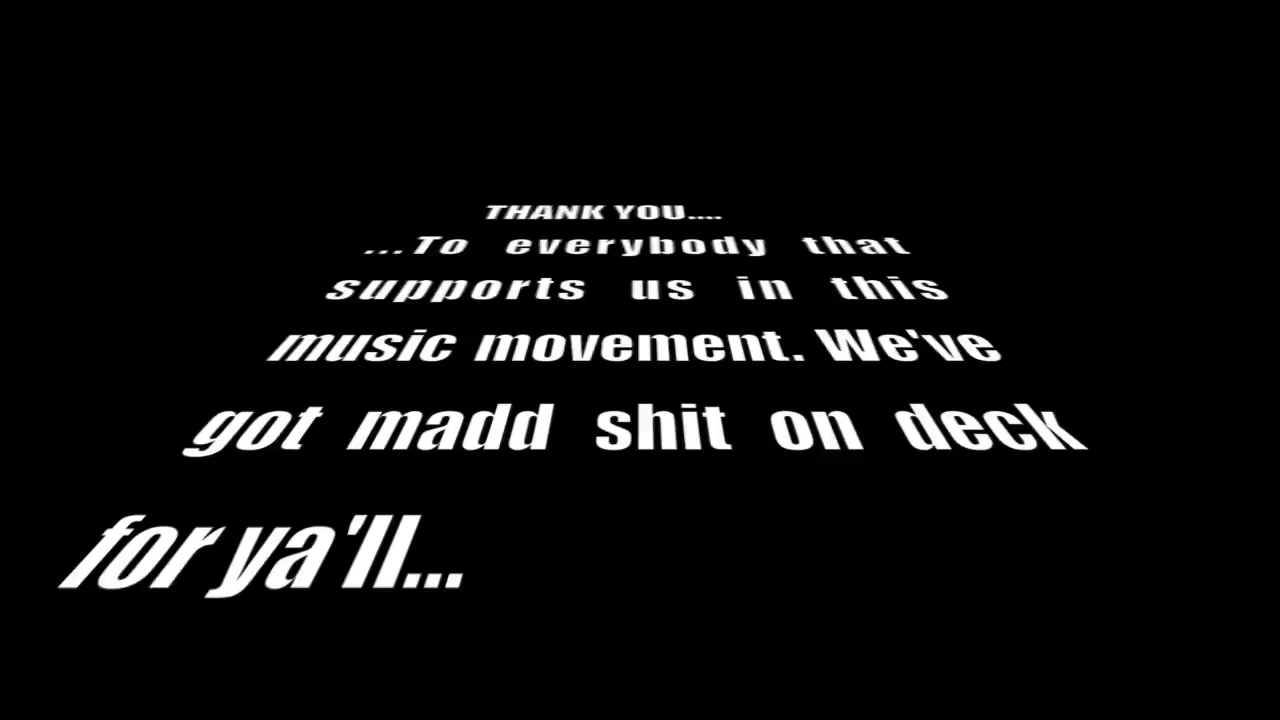 THANK YOU....
...To everybody that
supports us in this
music movement. We've
got madd shit on deck
for ya'll...